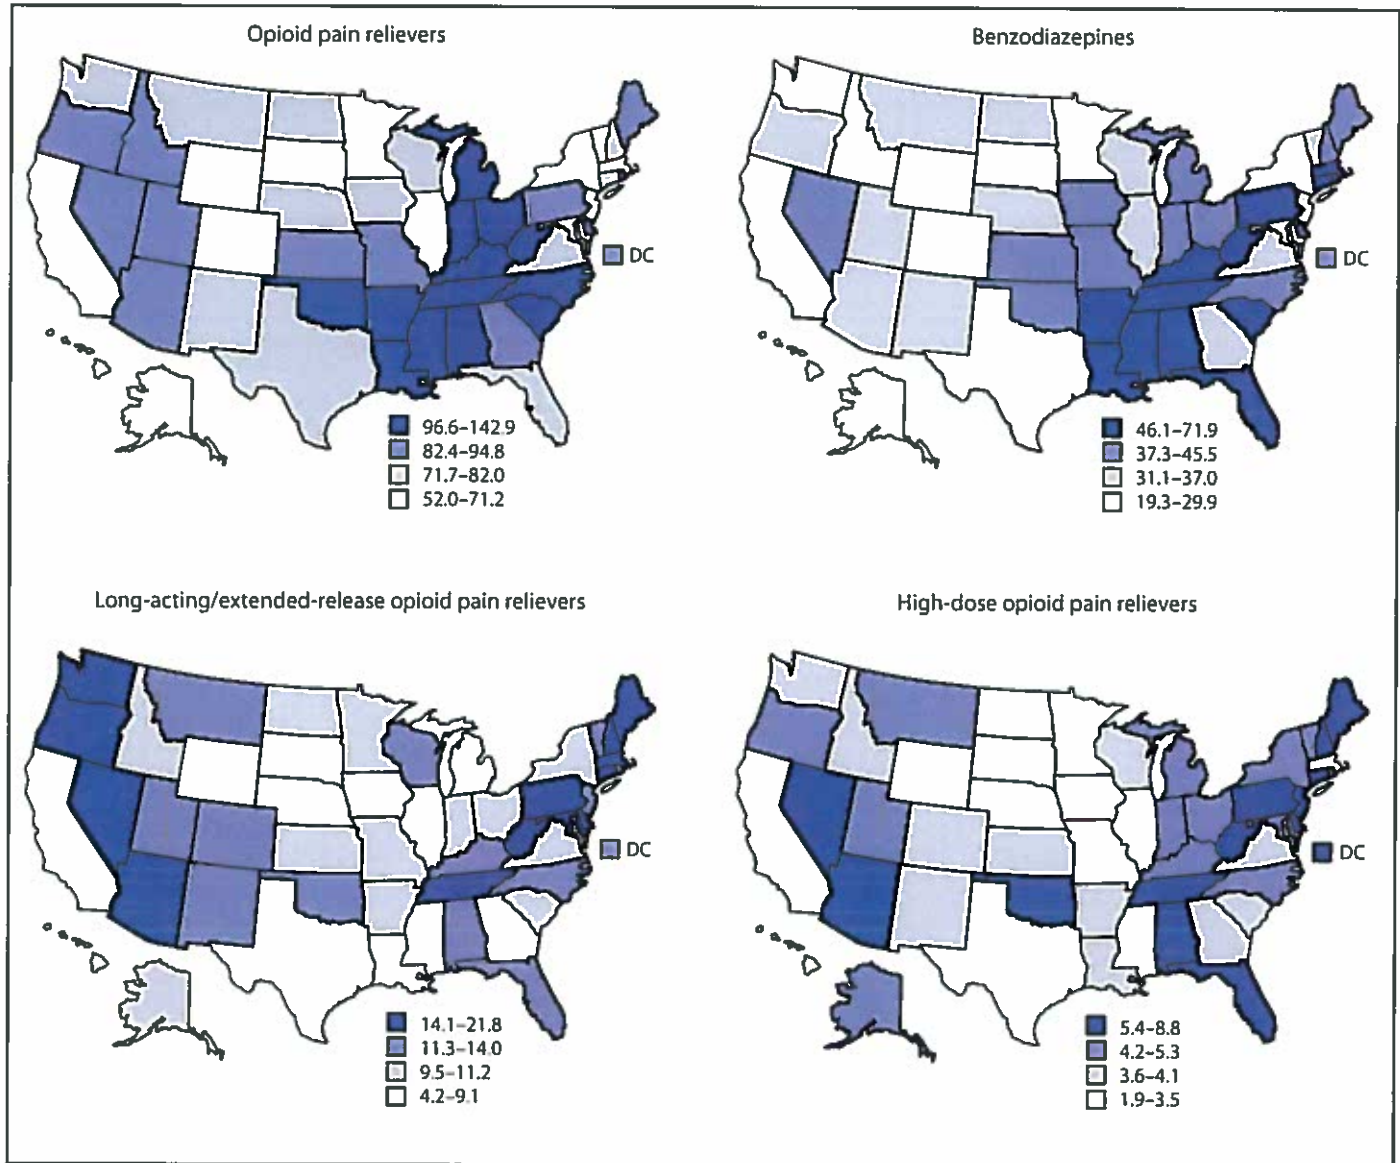 Opioid pain relievers
DC
96.6–142.9
82.4–94.8
71.7–82.0
52.0–71.2
Benzodiazepines
DC
46.1–71.9
37.3–45.5
31.1–37.0
19.3–29.9
Long-acting/extended-release opioid pain relievers
DC
14.1–21.8
11.3–14.0
9.5–11.2
4.2–9.1
High-dose opioid pain relievers
DC
5.4–8.8
4.2–5.3
3.6–4.1
1.9–3.5